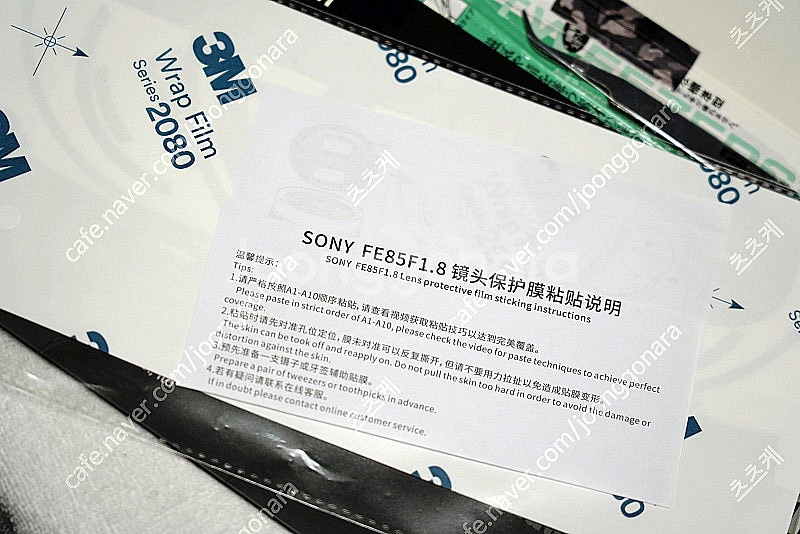 3M
Wrap Film
Series 2080
3M
080
080
SONY FE85F1.8 镜头保护膜粘贴说明
SONY FE85F1.8 Lens protective film sticking instructions
温馨提示：
Tips:
1.请严格按照A1-A10顺序粘贴,请查看视频获取粘贴技巧以达到完美覆盖。
Please paste in strict order of A1-A10, please check the video for paste techniques to achieve perfect
coverage.
2.粘贴时请先对准孔位定位,膜未对准可以反复撕开,但请不要用力拉扯以免造成贴膜变形。
The skin can be took off and reapply on. Do not pull the skin too hard in order to avoid the damage or
distortion against the skin.
3.预先准备一支镊子或牙签辅助贴膜。
Prepare a pair of tweezers or toothpicks in advance.
4.若有疑问请联系在线客服。
If in doubt please contact online customer service.
츠츠케
cafe.naver.com/joonggonara
joonggonara